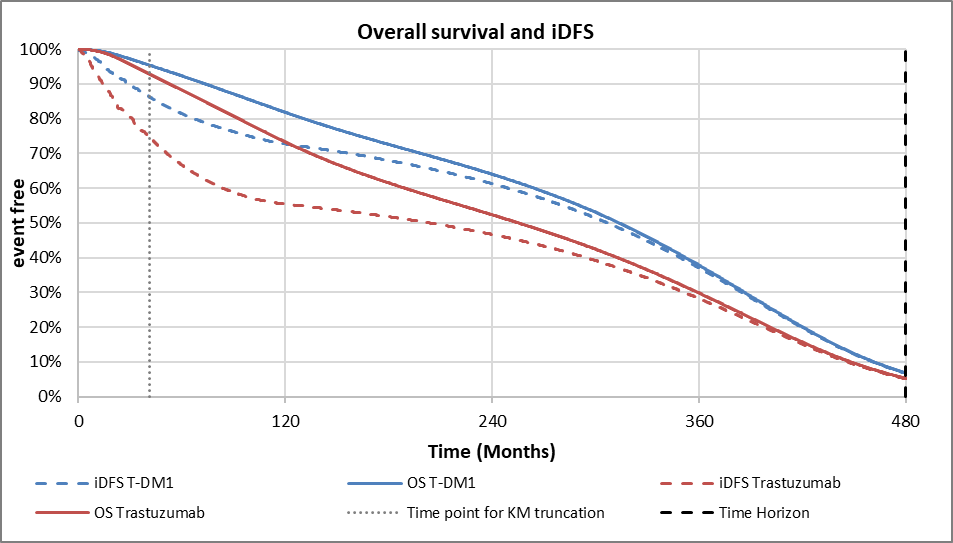 Overall survival and iDFS
100%
90%
80%
70%
60%
50%
40%
30%
20%
10%
0%
event free
0 120 240 360 480
Time (Months)
iDFS T-DM1 OS T-DM1 iDFS Trastuzumab
OS Trastuzumab Time point for KM truncation Time Horizon